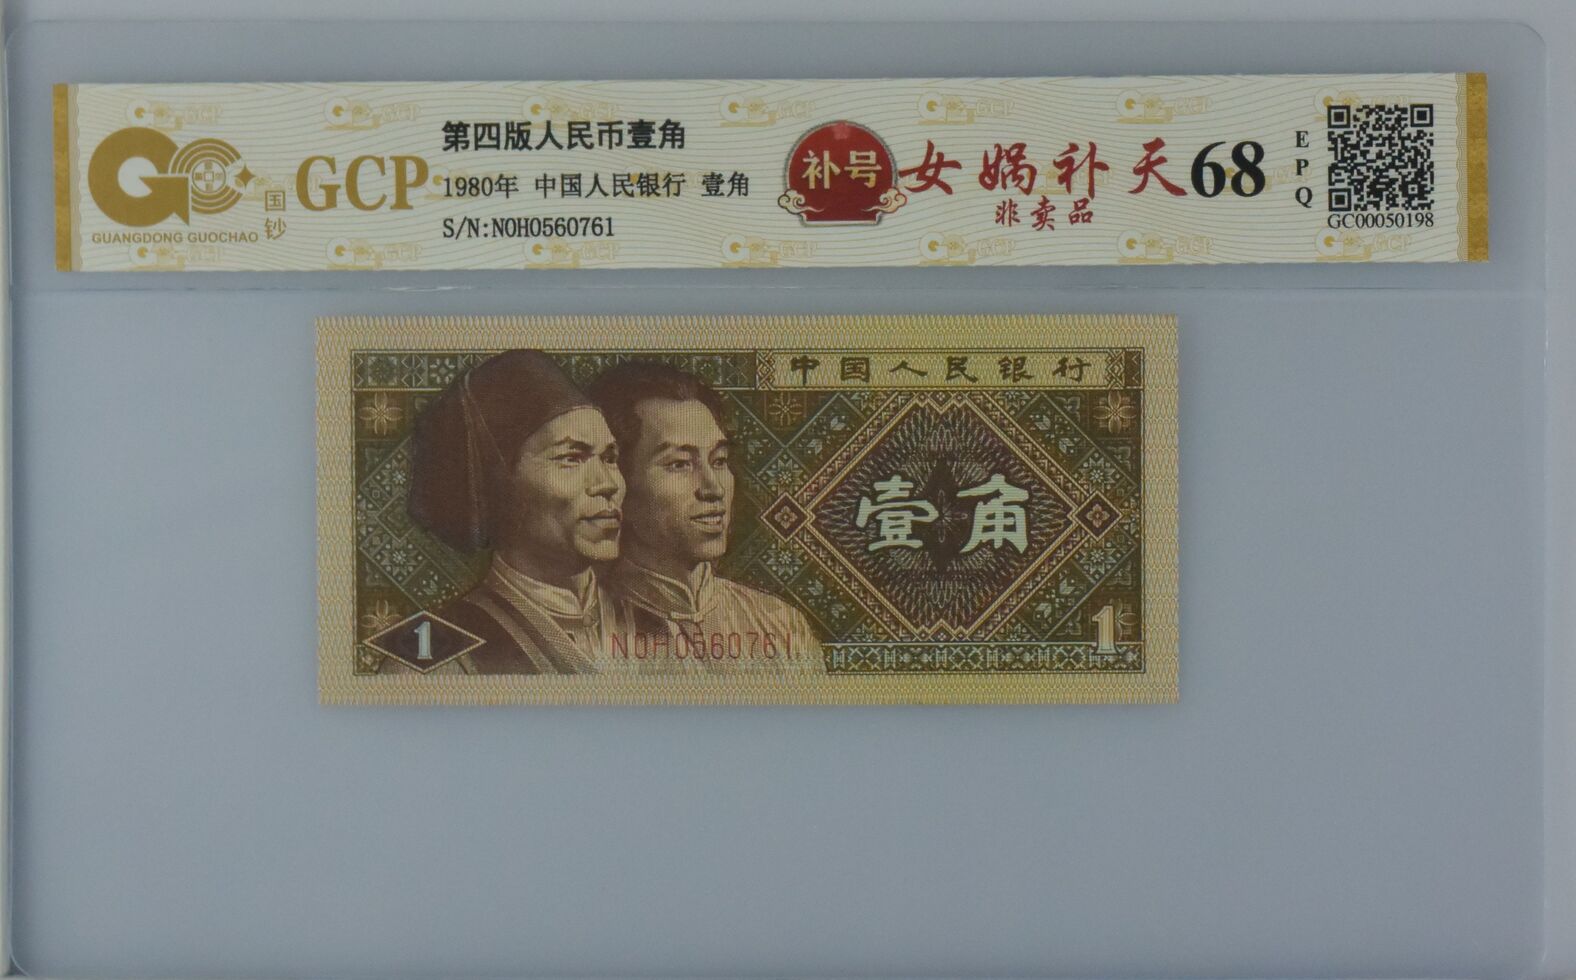 GUANGDONG GUOCHAO
国钞
GCP
第四版人民币壹角
1980年 中国人民银行 壹角
S/N:N0H0560761
补号
女娲补天
非卖品
68
EPQ
GC00050198
中国人民银行
壹角
1
N0H0560761
1